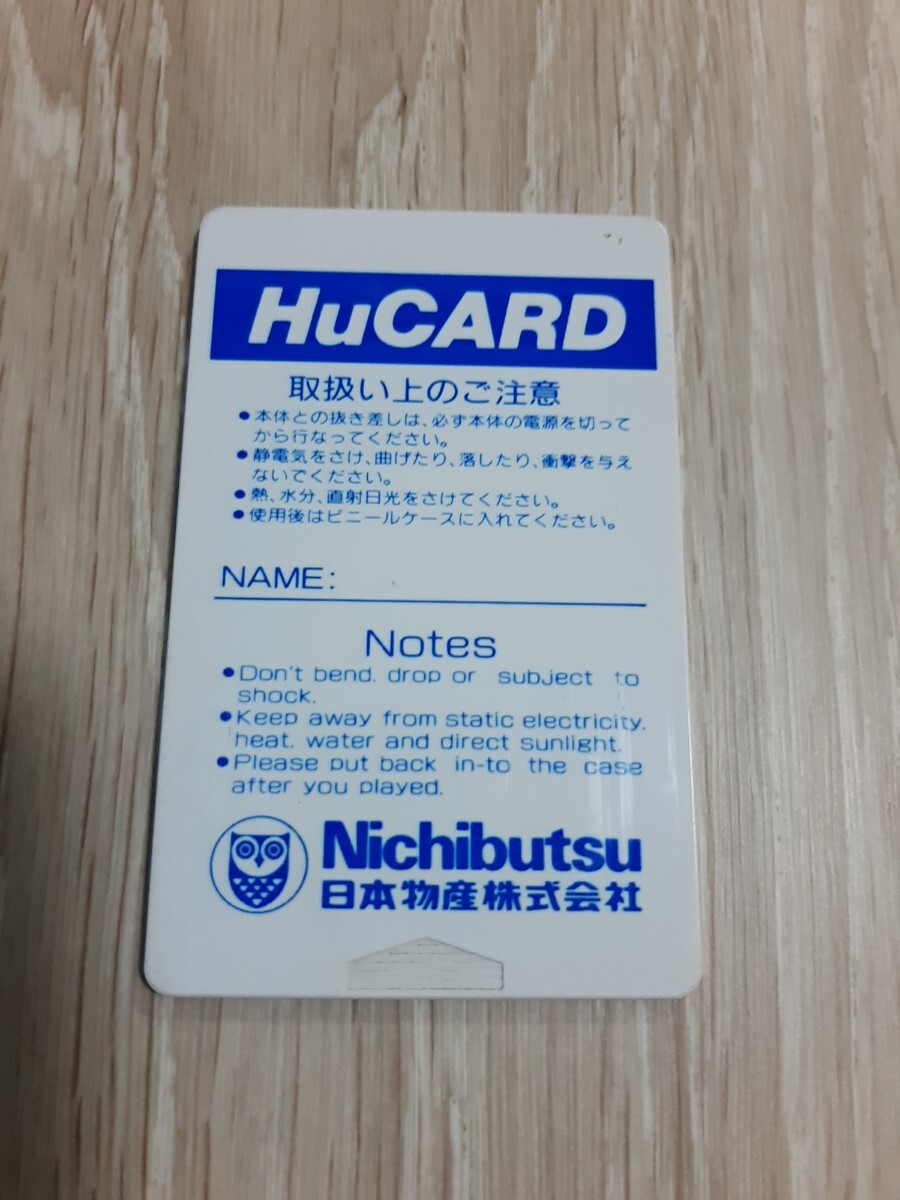 HuCARD
取扱い上のご注意
●本体との抜き差しは、必ず本体の電源を切って
から行なってください。
●静電気をさけ、曲げたり、落したり、衝撃を与え
ないでください。
●熱、水分、直射日光をさけてください。
●使用後はビニールケースに入れてください。
NAME:
Notes
●Don't bend, drop or subject to
shock.
●Keep away from static electricity,
heat, water and direct sunlight.
●Please put back in-to the case
after you played.
Nichibutsu
日本物産株式会社